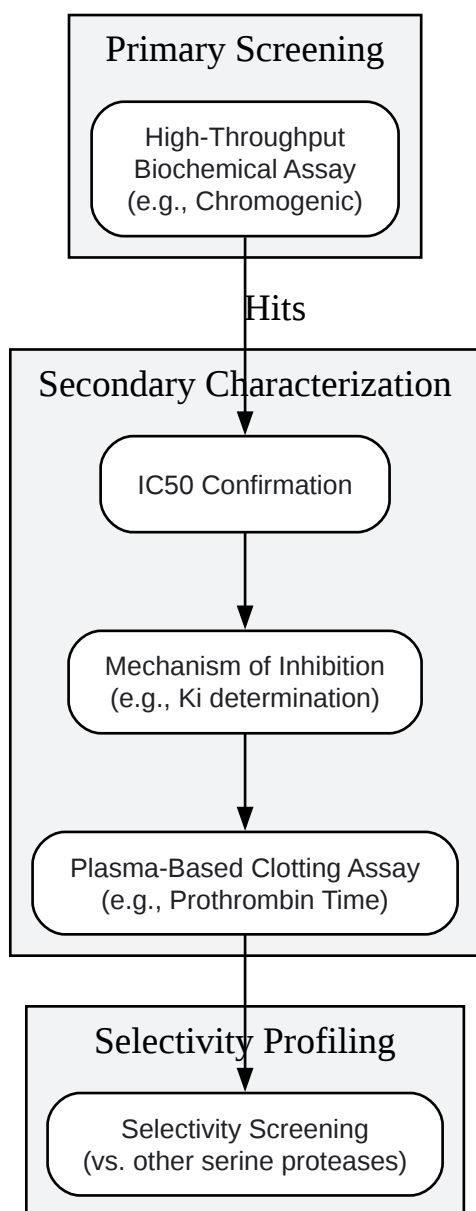 Primary Screening
High-Throughput
Biochemical Assay
(e.g., Chromogenic)
Hits
Secondary Characterization
IC50 Confirmation
Mechanism of Inhibition
(e.g., Ki determination)
Plasma-Based Clotting Assay
(e.g., Prothrombin Time)
Selectivity Profiling
Selectivity Screening
(vs. other serine proteases)